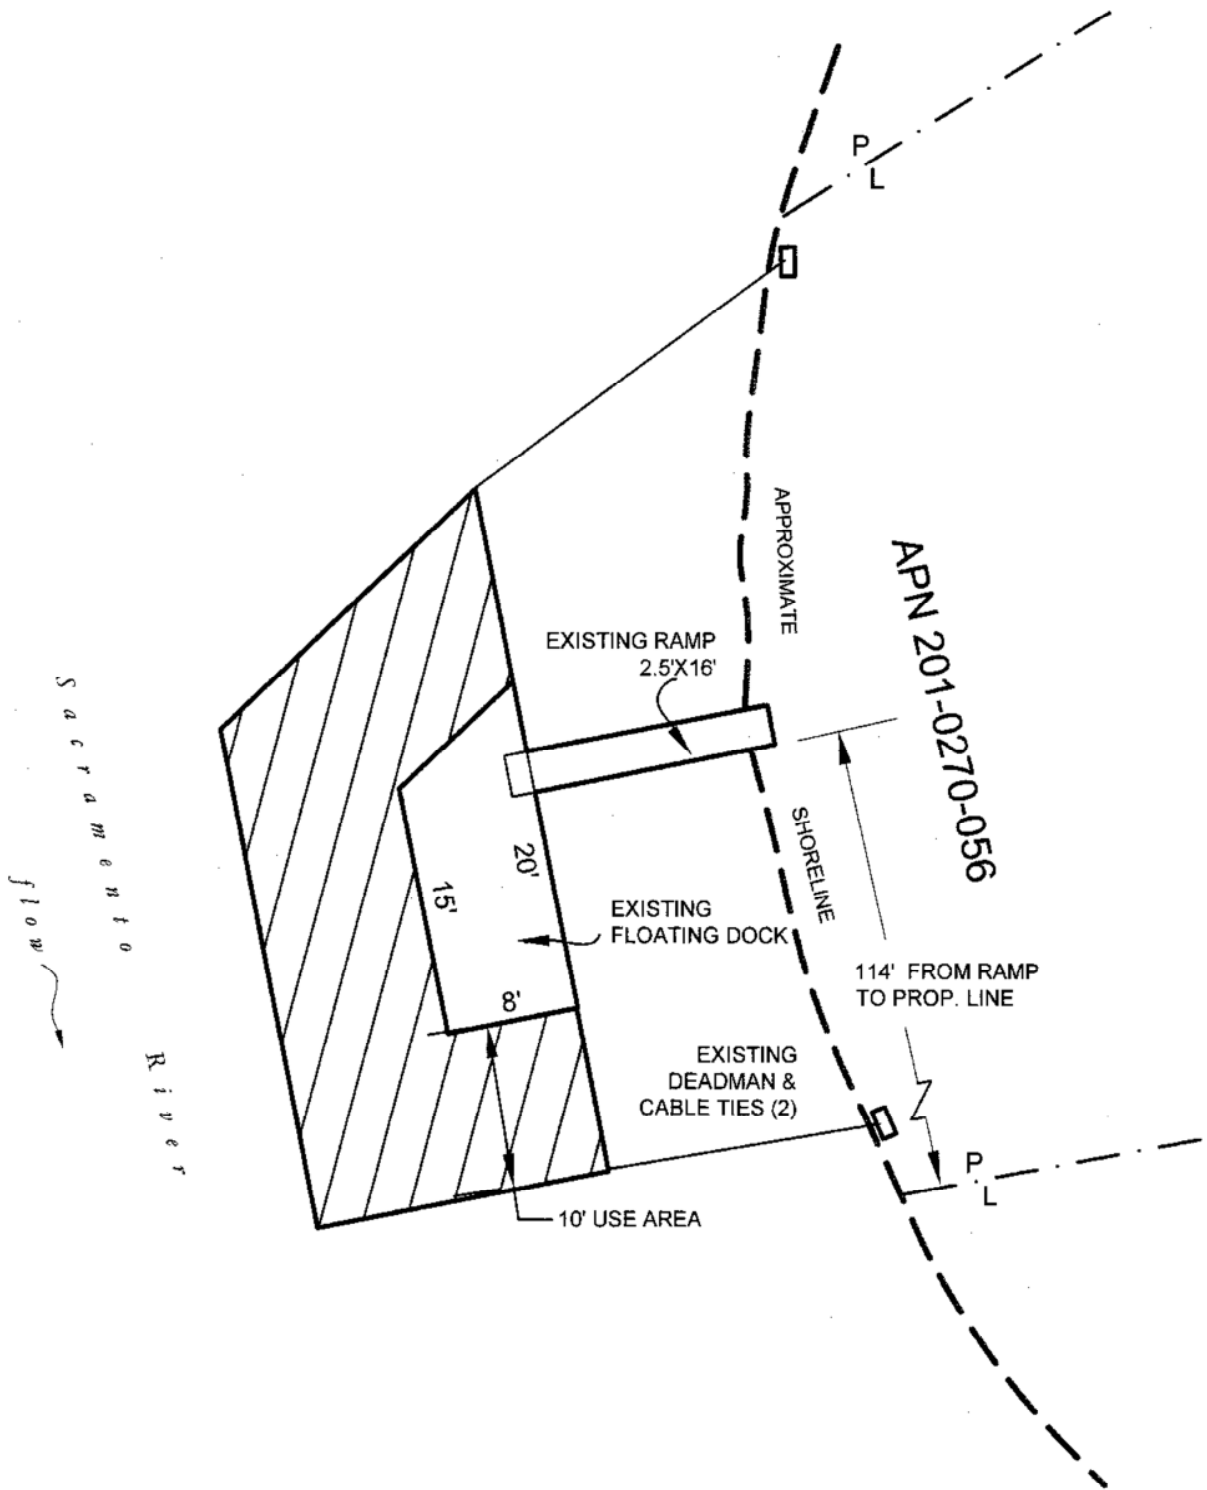 P
L
APPROXIMATE
EXISTING RAMP
2.5'X16'
APN 201-0270-056
SHORELINE
20'
15'
EXISTING
FLOATING DOCK
8'
114' FROM RAMP
TO PROP. LINE
EXISTING
DEADMAN &
CABLE TIES (2)
P
L
10' USE AREA
Sacramento River
flow